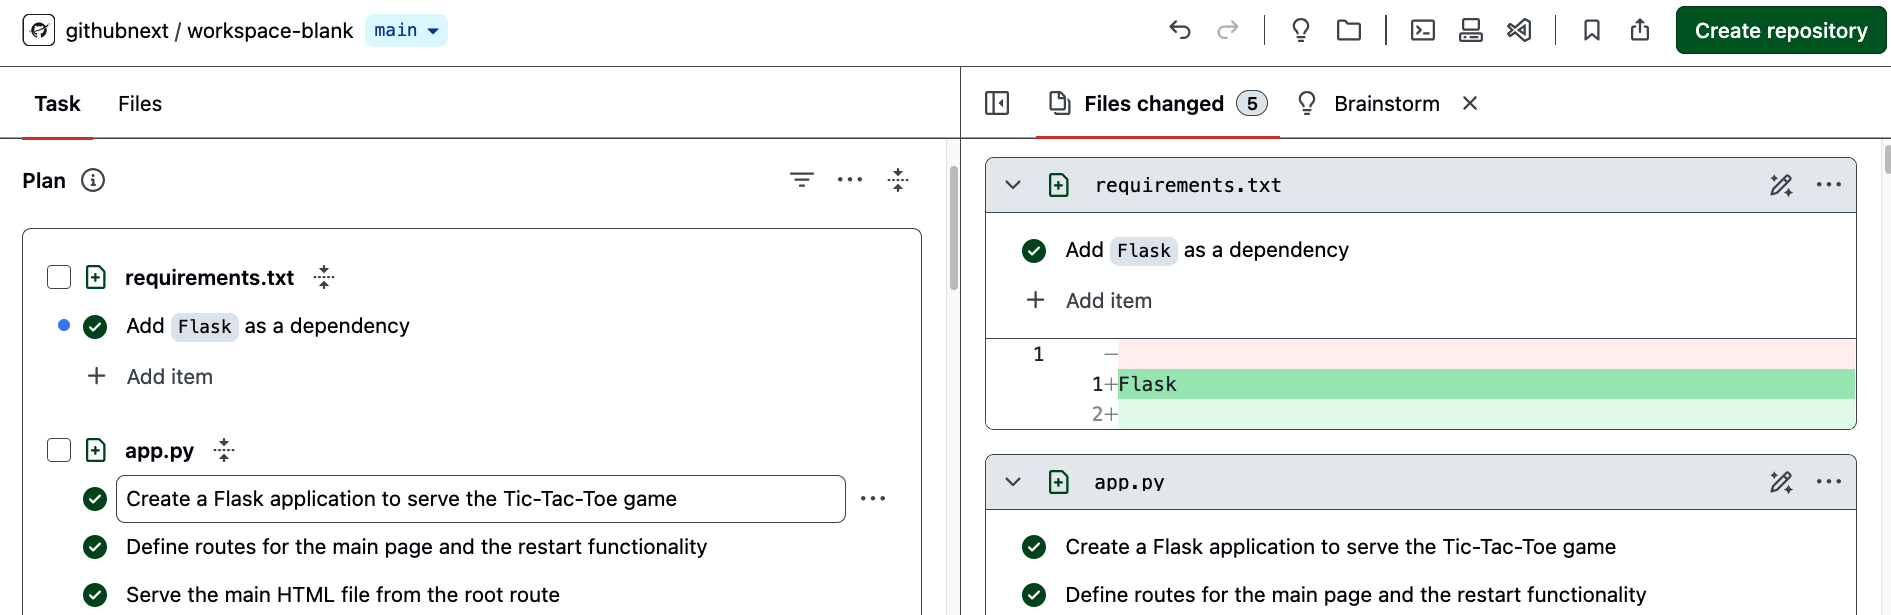 githubnext / workspace-blank main Create repository
Task Files
Files changed 5 Brainstorm
Plan
requirements.txt
Add Flask as a dependency
Add item
app.py
Create a Flask application to serve the Tic-Tac-Toe game
Define routes for the main page and the restart functionality
Serve the main HTML file from the root route
requirements.txt
Add Flask as a dependency
Add item
1 −
1+Flask
2+
app.py
Create a Flask application to serve the Tic-Tac-Toe game
Define routes for the main page and the restart functionality